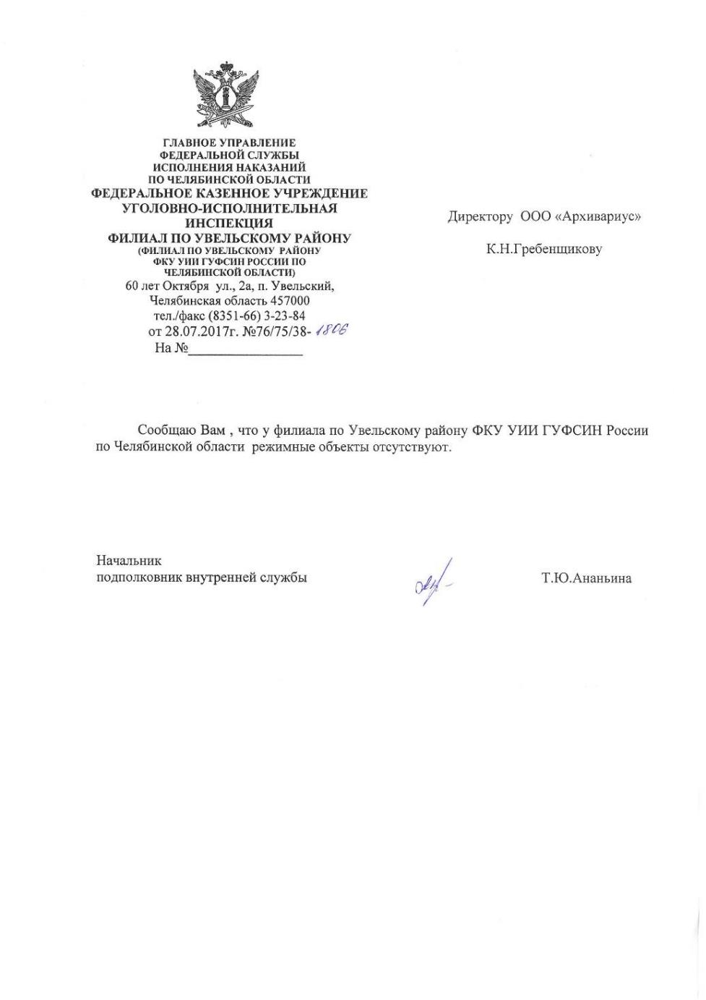 ГЛАВНОЕ УПРАВЛЕНИЕ
ФЕДЕРАЛЬНОЙ СЛУЖБЫ
ИСПОЛНЕНИЯ НАКАЗАНИЙ
ПО ЧЕЛЯБИНСКОЙ ОБЛАСТИ
ФЕДЕРАЛЬНОЕ КАЗЕННОЕ УЧРЕЖДЕНИЕ
УГОЛОВНО-ИСПОЛНИТЕЛЬНАЯ
ИНСПЕКЦИЯ
ФИЛИАЛ ПО УВЕЛЬСКОМУ РАЙОНУ
(ФИЛИАЛ ПО УВЕЛЬСКОМУ РАЙОНУ
ФКУ УИИ ГУФСИН РОССИИ ПО
ЧЕЛЯБИНСКОЙ ОБЛАСТИ)
60 лет Октября ул., 2а, п. Увельский,
Челябинская область 457000
тел./факс (8351-66) 3-23-84
от 28.07.2017г. №76/75/38- 1806
На №_________________
Директору ООО «Архивариус»
К.Н.Гребенщикову
Сообщаю Вам , что у филиала по Увельскому району ФКУ УИИ ГУФСИН России
по Челябинской области режимные объекты отсутствуют.
Начальник
подполковник внутренней службы
Т.Ю.Ананьина